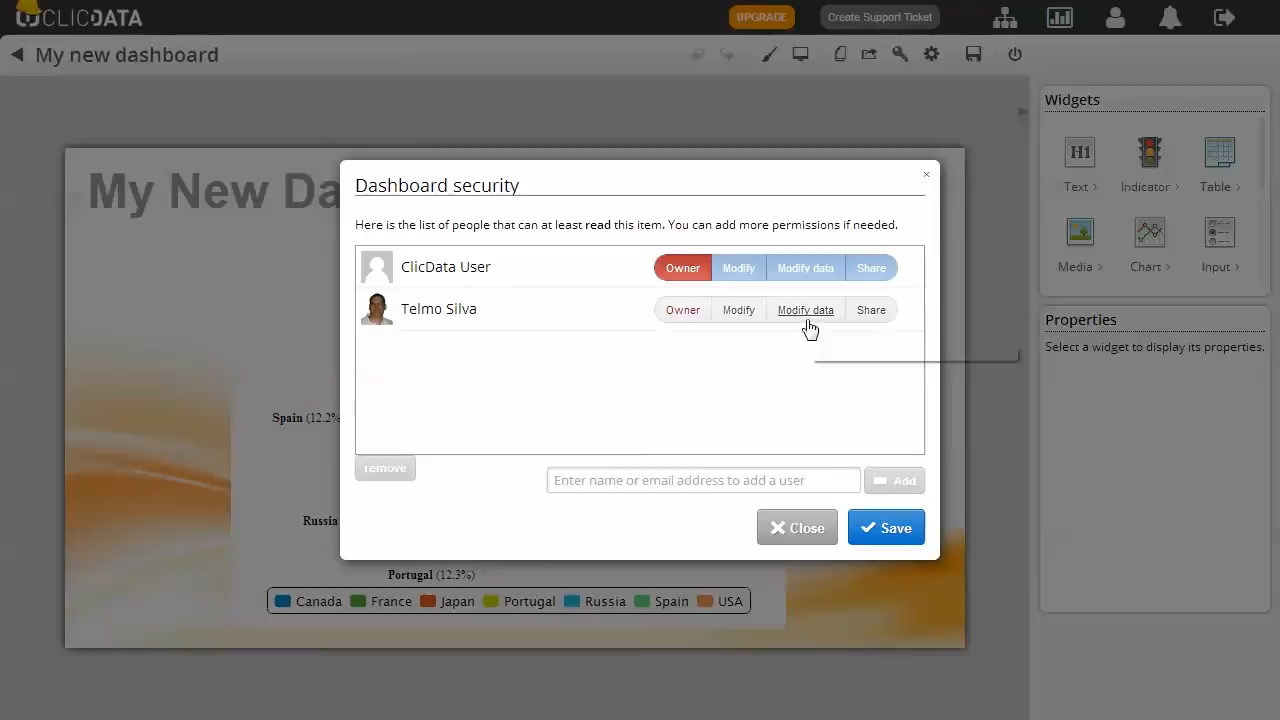 CLICDATA
UPGRADE
Create Support Ticket
My new dashboard
Widgets
H1
Text
Indicator
Table
Media
Chart
Input
Properties
Select a widget to display its properties.
My New Da
Dashboard security
×
Here is the list of people that can at least read this item. You can add more permissions if needed.
ClicData User
Owner Modify Modify data Share
Telmo Silva
Owner Modify Modify data Share
remove
Enter name or email address to add a user
Add
Close
Save
Spain (12.2%
Russia
Portugal (12.3%)
Canada France Japan Portugal Russia Spain USA